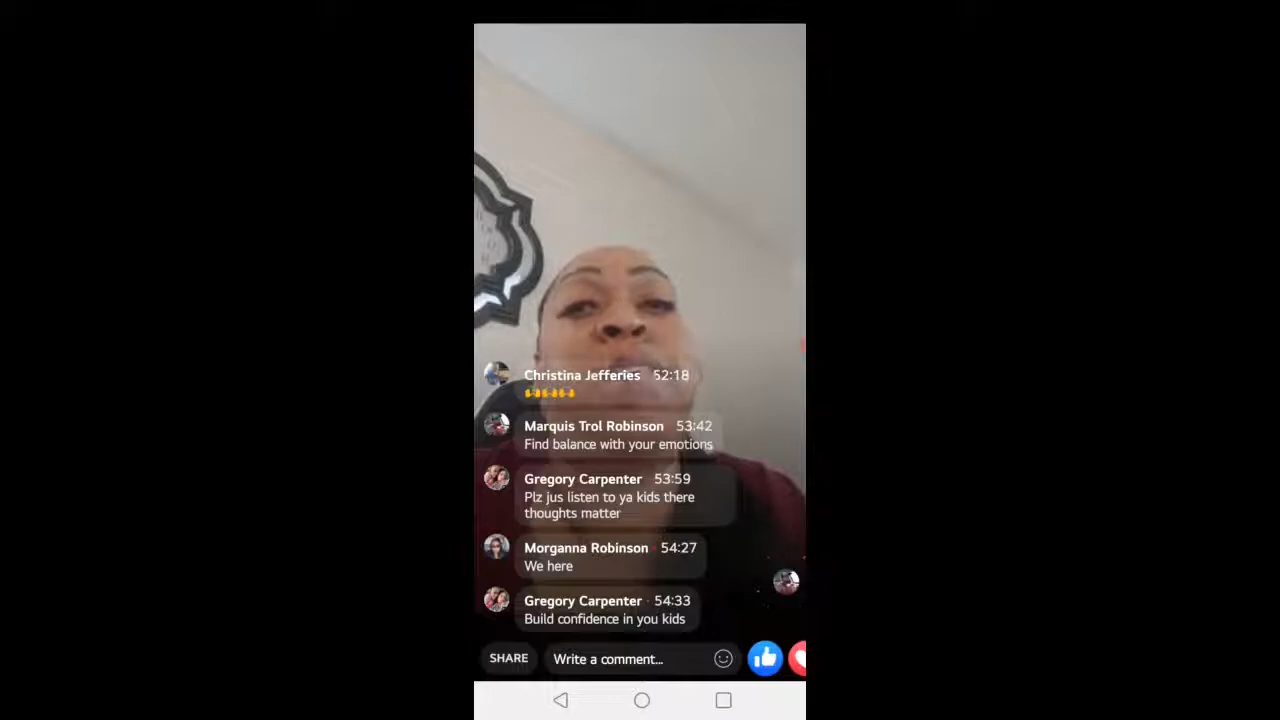 Christina Jefferies 52:18
🙌🙌🙌
Marquis Trol Robinson 53:42
Find balance with your emotions
Gregory Carpenter 53:59
Plz jus listen to ya kids there
thoughts matter
Morganna Robinson 54:27
We here
Gregory Carpenter · 54:33
Build confidence in you kids
SHARE
Write a comment...